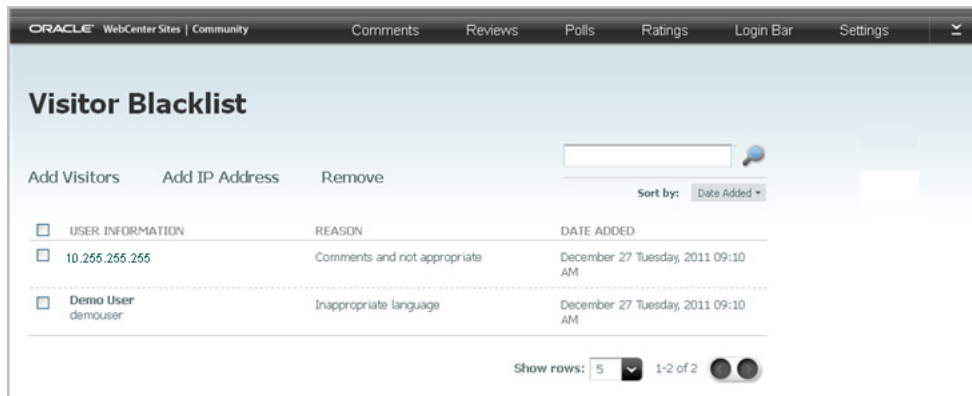 ORACLE WebCenter Sites | Community Comments Reviews Polls Ratings Login Bar Settings
Visitor Blacklist
Add Visitors Add IP Address Remove
Sort by: Date Added
USER INFORMATION REASON DATE ADDED
10.255.255.255 Comments and not appropriate December 27 Tuesday, 2011 09:10
AM
Demo User Inappropriate language December 27 Tuesday, 2011 09:10
demouser AM
Show rows: 5 1-2 of 2